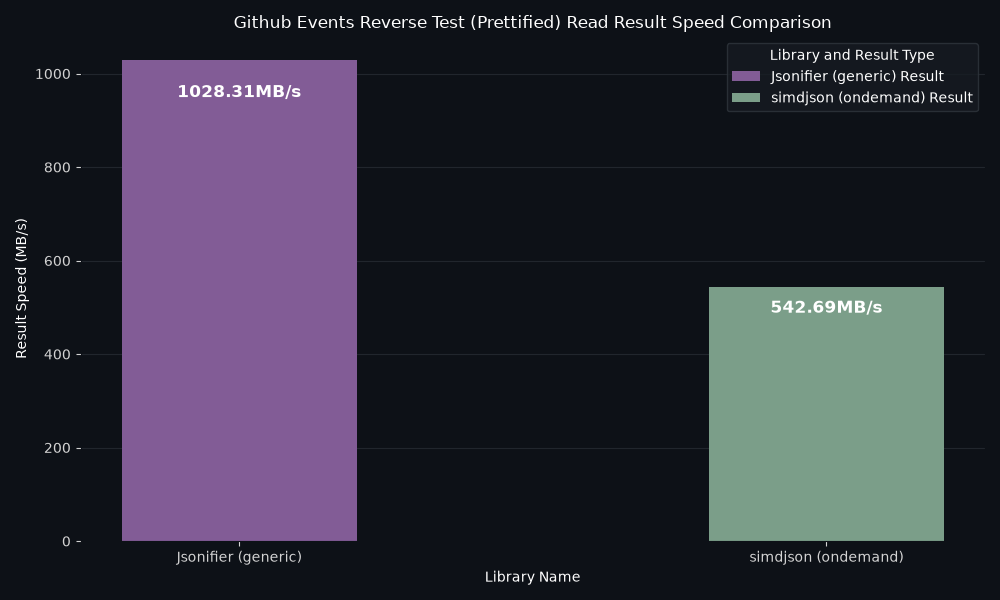 Github Events Reverse Test (Prettified) Read Result Speed Comparison
Library and Result Type
Jsonifier (generic) Result
simdjson (ondemand) Result
1028.31MB/s
542.69MB/s
Result Speed (MB/s)
1000
800
600
400
200
0
Jsonifier (generic)
simdjson (ondemand)
Library Name